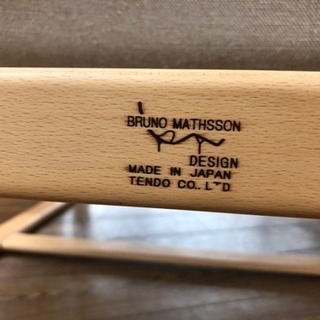 BRUNO MATHSSON
DESIGN
MADE IN JAPAN
TENDO CO., LTD